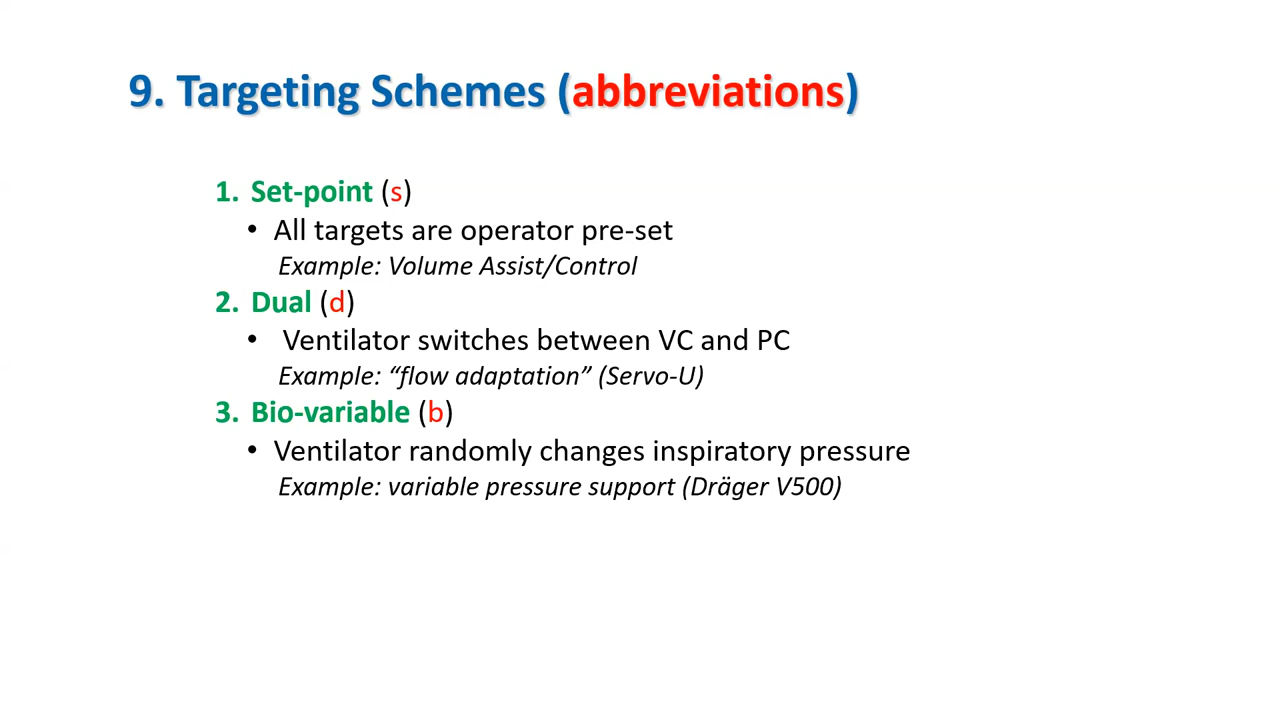 9. Targeting Schemes (abbreviations)
1. Set-point (s)
• All targets are operator pre-set
Example: Volume Assist/Control
2. Dual (d)
• Ventilator switches between VC and PC
Example: “flow adaptation” (Servo-U)
3. Bio-variable (b)
• Ventilator randomly changes inspiratory pressure
Example: variable pressure support (Dräger V500)